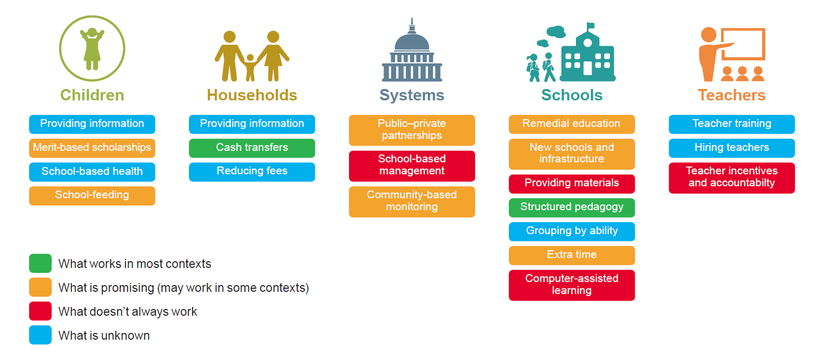 Children
Providing information
Merit-based scholarships
School-based health
School-feeding
Households
Providing information
Cash transfers
Reducing fees
Systems
Public–private
partnerships
School-based
management
Community-based
monitoring
Schools
Remedial education
New schools and
infrastructure
Providing materials
Structured pedagogy
Grouping by ability
Extra time
Computer-assisted
learning
Teachers
Teacher training
Hiring teachers
Teacher incentives
and accountabilty
What works in most contexts
What is promising (may work in some contexts)
What doesn't always work
What is unknown